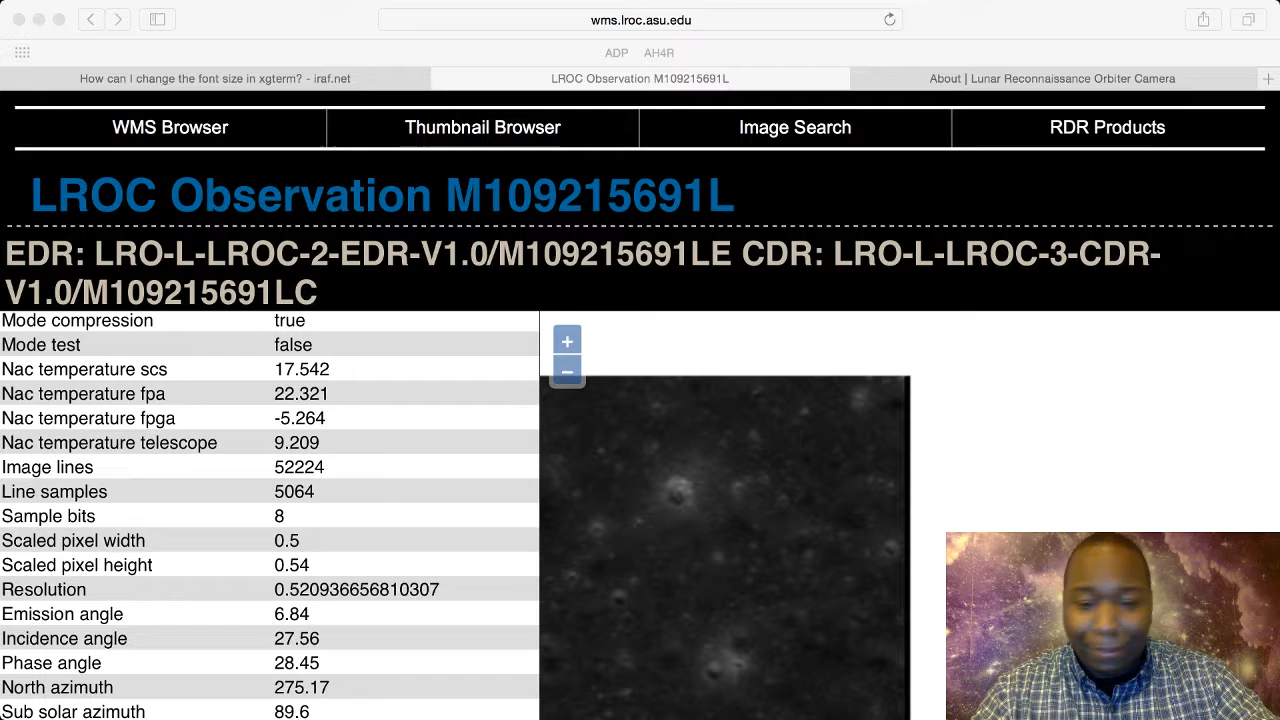 wms.lroc.asu.edu
ADP AH4R
How can I change the font size in xgterm? - iraf.net
LROC Observation M109215691L
About | Lunar Reconnaissance Orbiter Camera
+
WMS Browser
Thumbnail Browser
Image Search
RDR Products
LROC Observation M109215691L
EDR: LRO-L-LROC-2-EDR-V1.0/M109215691LE CDR: LRO-L-LROC-3-CDR-
V1.0/M109215691LC
Mode compression true
Mode test false
Nac temperature scs 17.542
Nac temperature fpa 22.321
Nac temperature fpga -5.264
Nac temperature telescope 9.209
Image lines 52224
Line samples 5064
Sample bits 8
Scaled pixel width 0.5
Scaled pixel height 0.54
Resolution 0.520936656810307
Emission angle 6.84
Incidence angle 27.56
Phase angle 28.45
North azimuth 275.17
Sub solar azimuth 89.6
+
−